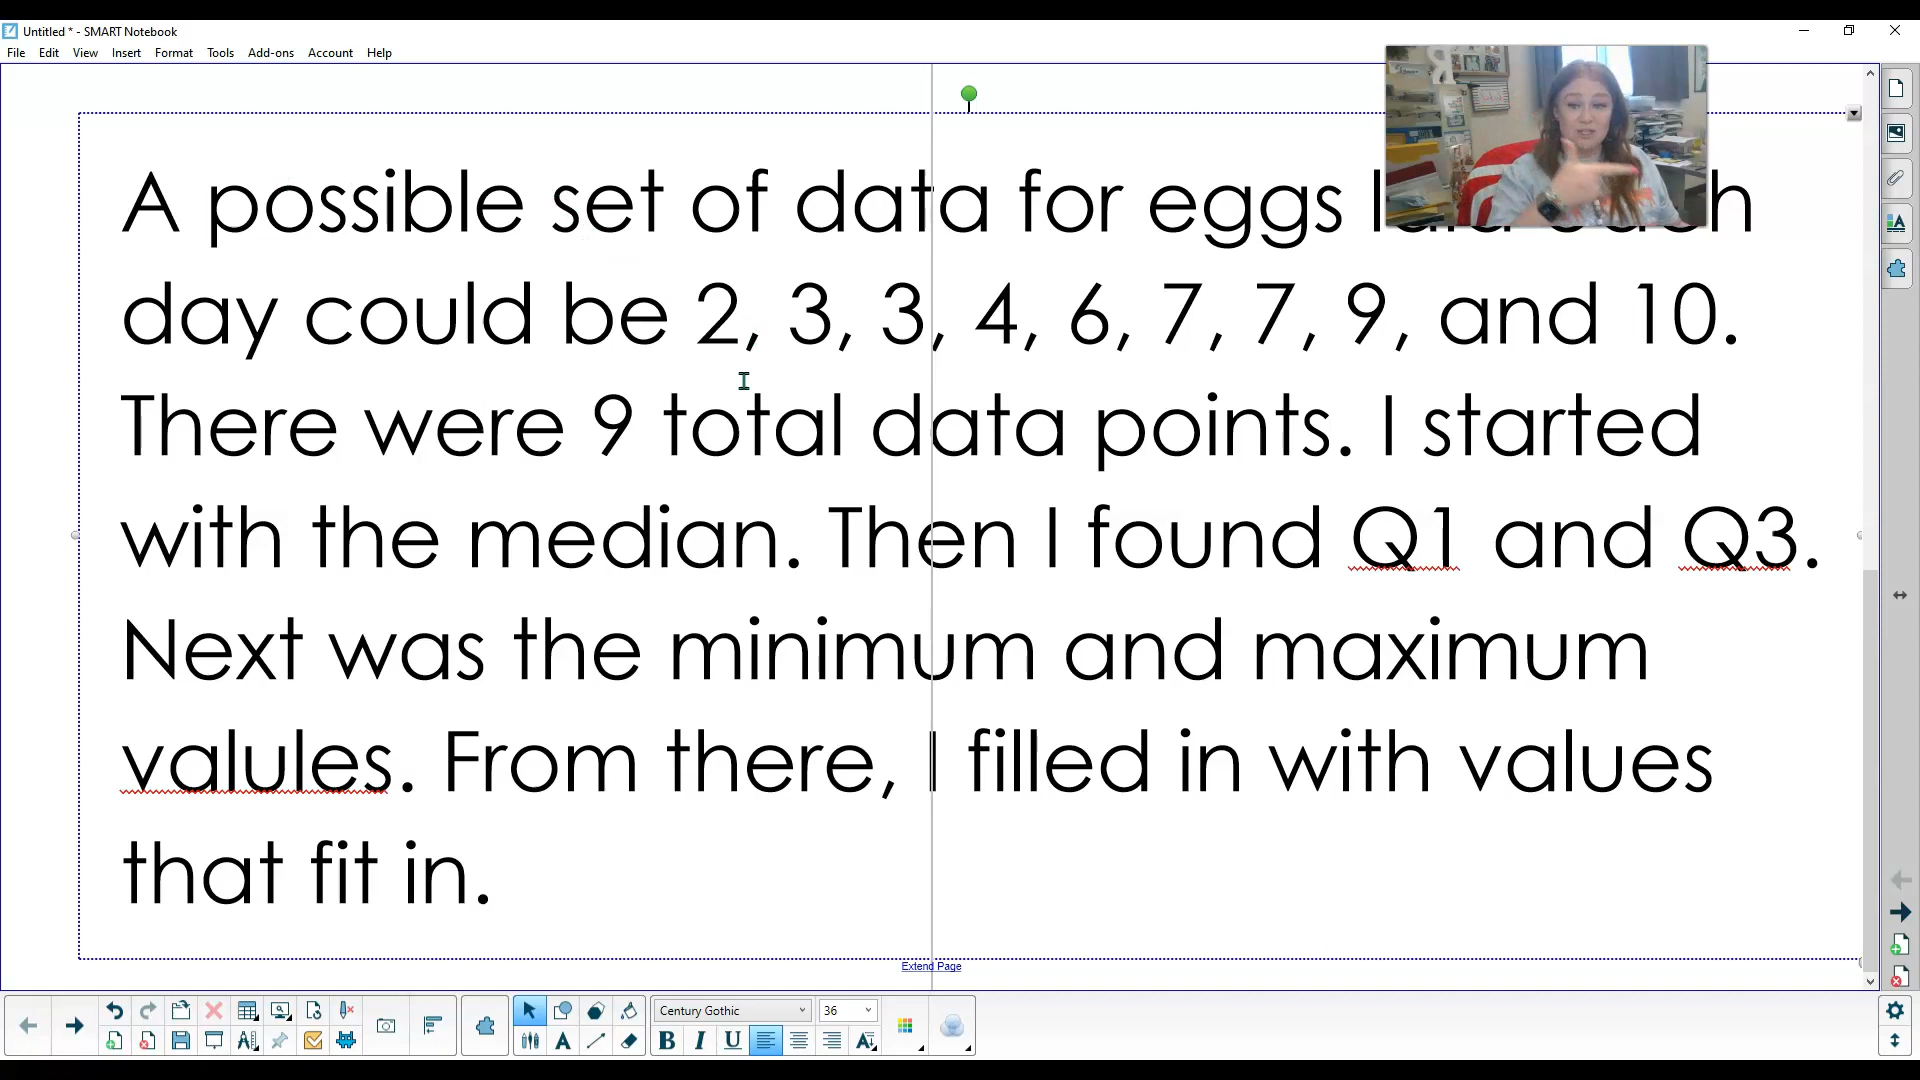 Untitled * - SMART Notebook
File Edit View Insert Format Tools Add-ons Account Help
A possible set of data for eggs
day could be 2, 3, 3, 4, 6, 7, 7, 9, and 10.
There were 9 total data points. I started
with the median. Then I found Q1 and Q3.
Next was the minimum and maximum
valules. From there, I filled in with values
that fit in.
Extend Page
Century Gothic 36
B I U